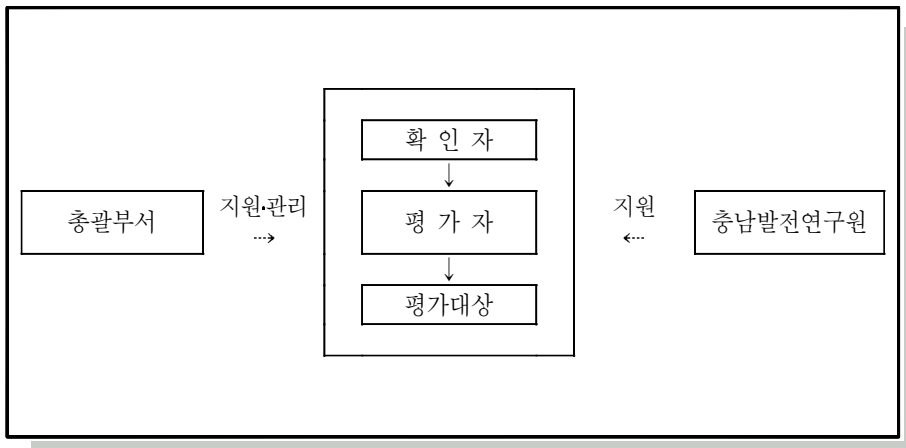 확 인 자
총괄부서
지원·관리
평 가 자
지원
충남발전연구원
평가대상